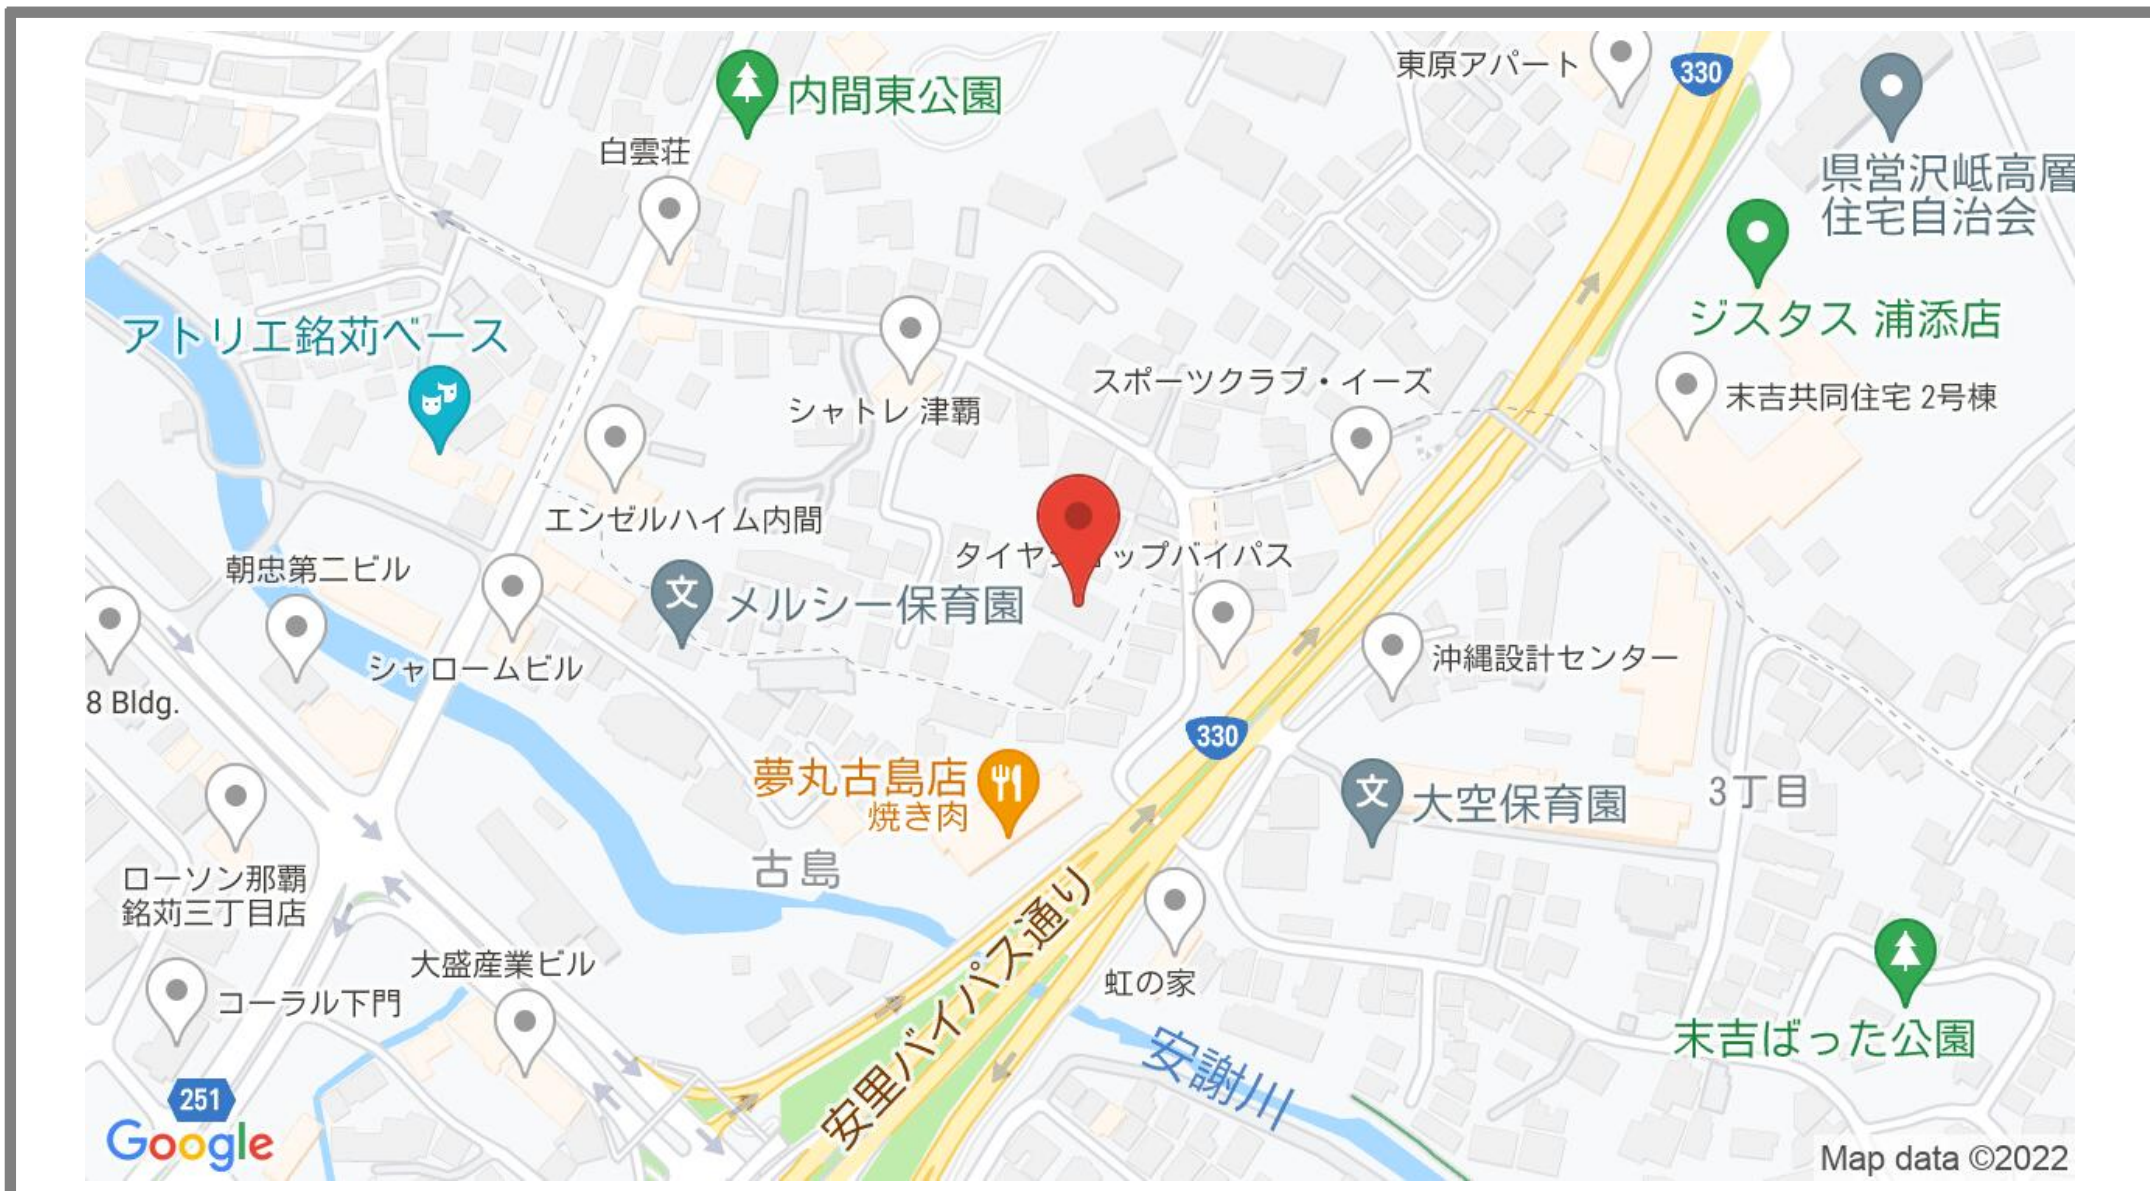 東原アパート
330
内間東公園
白雲荘
県営沢岻高層
住宅自治会
アトリエ銘苅ベース
ジスタス 浦添店
シャトレ 津覇
スポーツクラブ・イーズ
末吉共同住宅 2号棟
エンゼルハイム内間
朝忠第二ビル
メルシー保育園
シャロームビル
沖縄設計センター
8 Bldg.
330
夢丸古島店
焼き肉
大空保育園
3丁目
古島
ローソン那覇
銘苅三丁目店
大盛産業ビル
コーラル下門
安里バイパス通り
虹の家
安謝川
末吉ばった公園
251
Google
Map data ©2022